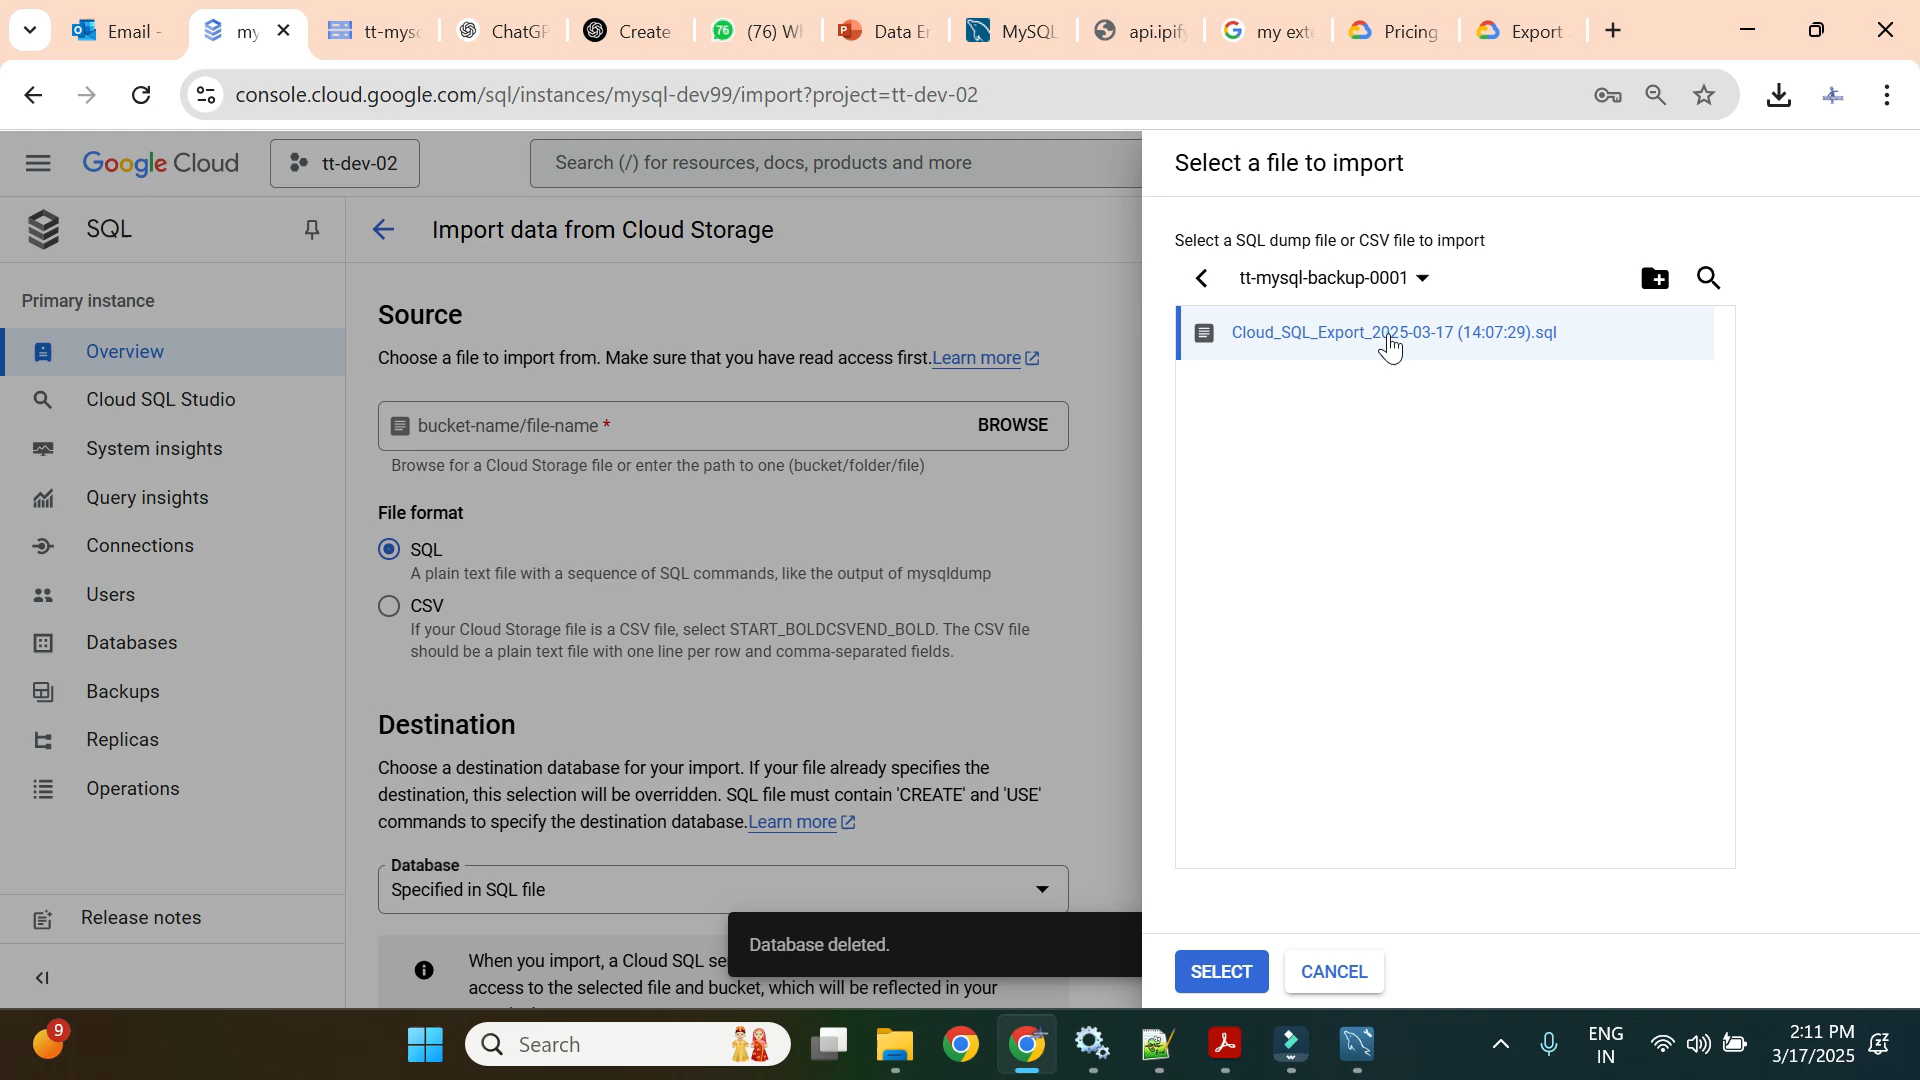 Email -
my
tt-mysc
ChatGP
Create
(76) W
Data En
MySQL
api.ipif
my exte
Pricing
Export
console.cloud.google.com/sql/instances/mysql-dev99/import?project=tt-dev-02
Google Cloud
tt-dev-02
Search (/) for resources, docs, products and more
SQL
Primary instance
Overview
Cloud SQL Studio
System insights
Query insights
Connections
Users
Databases
Backups
Replicas
Operations
Release notes
Import data from Cloud Storage
Source
Choose a file to import from. Make sure that you have read access first. Learn more
bucket-name/file-name *
BROWSE
Browse for a Cloud Storage file or enter the path to one (bucket/folder/file)
File format
SQL
A plain text file with a sequence of SQL commands, like the output of mysqldump
CSV
If your Cloud Storage file is a CSV file, select START_BOLDCSVEND_BOLD. The CSV file
should be a plain text file with one line per row and comma-separated fields.
Destination
Choose a destination database for your import. If your file already specifies the
destination, this selection will be overridden. SQL file must contain 'CREATE' and 'USE'
commands to specify the destination database. Learn more
Database
Specified in SQL file
When you import, a Cloud SQL se
access to the selected file and bucket, which will be reflected in your
Database deleted.
Select a file to import
Select a SQL dump file or CSV file to import
tt-mysql-backup-0001
Cloud_SQL_Export_2025-03-17 (14:07:29).sql
SELECT
CANCEL
9
Search
ENG
IN
2:11 PM
3/17/2025